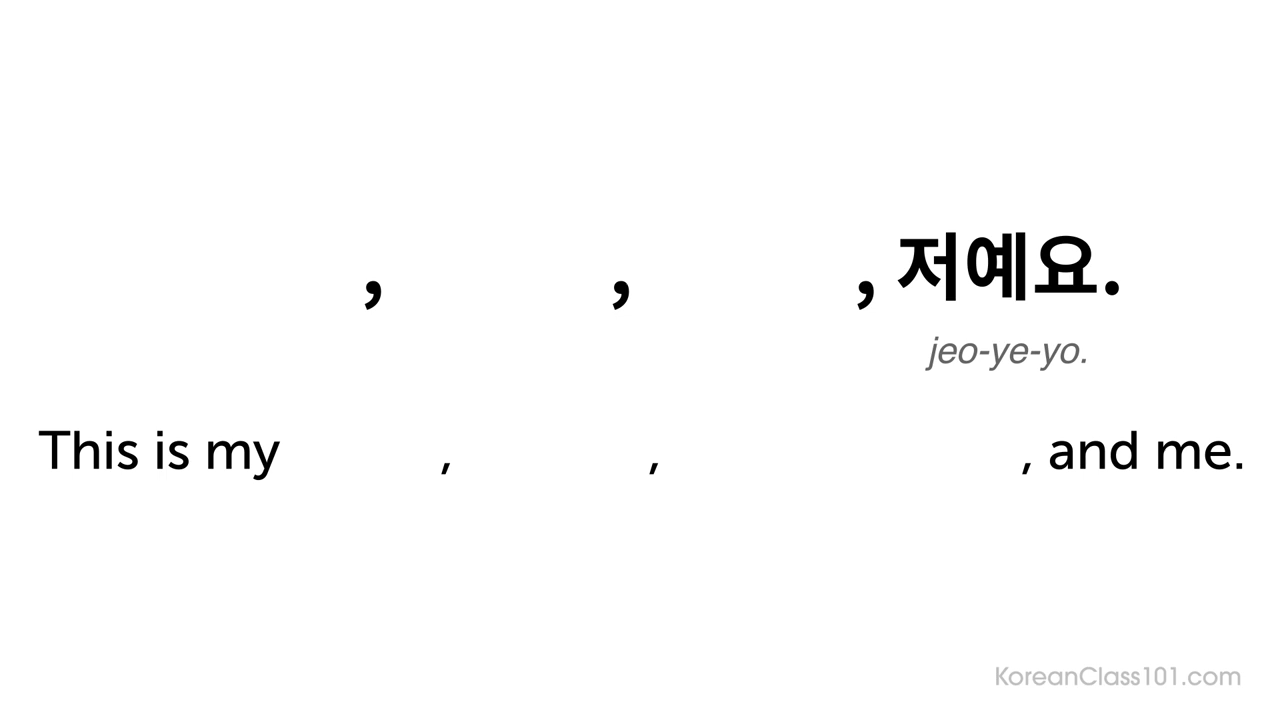 , , , 저예요.
jeo-ye-yo.
This is my , , , and me.
KoreanClass101.com